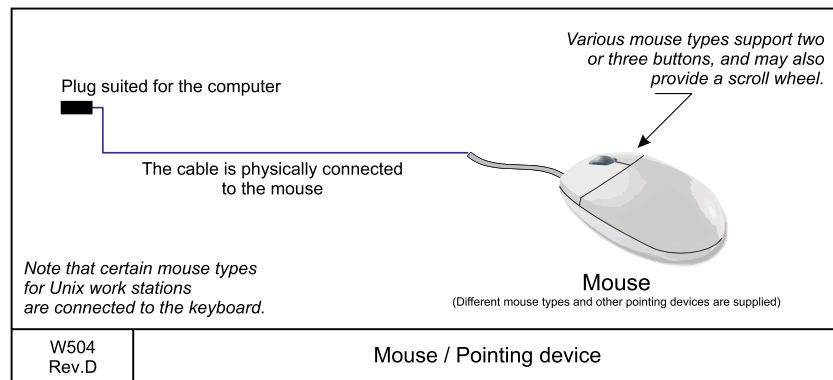 Various mouse types support two
or three buttons, and may also
provide a scroll wheel.
Plug suited for the computer
The cable is physically connected
to the mouse
Note that certain mouse types
for Unix work stations
are connected to the keyboard.
Mouse
(Different mouse types and other pointing devices are supplied)
W504
Rev.D
Mouse / Pointing device